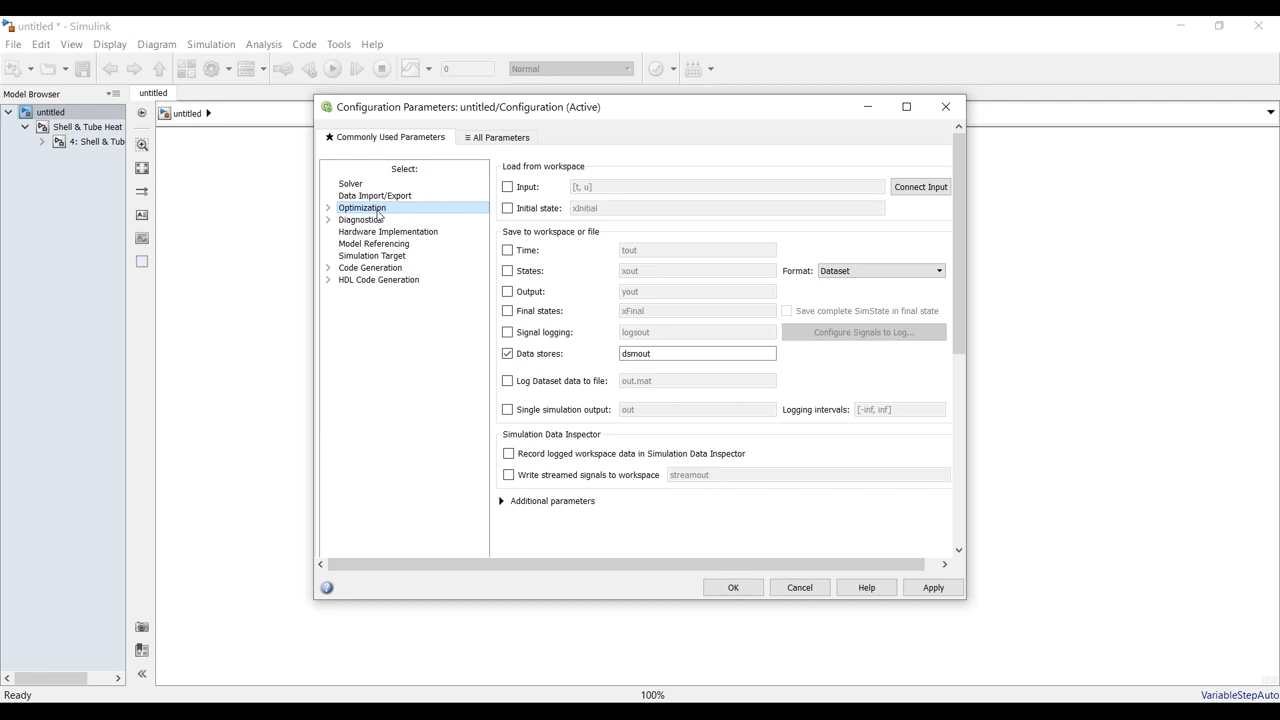 untitled * - Simulink
File Edit View Display Diagram Simulation Analysis Code Tools Help
0
Normal
Model Browser
untitled
untitled
Shell & Tube Heat
4: Shell & Tub
untitled
Configuration Parameters: untitled/Configuration (Active)
★ Commonly Used Parameters
≡ All Parameters
Select:
Solver
Data Import/Export
Optimization
Diagnostics
Hardware Implementation
Model Referencing
Simulation Target
Code Generation
HDL Code Generation
Load from workspace
Input: [t, u] Connect Input
Initial state: xInitial
Save to workspace or file
Time: tout
States: xout Format: Dataset
Output: yout
Final states: xFinal Save complete SimState in final state
Signal logging: logsout Configure Signals to Log...
Data stores: dsmout
Log Dataset data to file: out.mat
Single simulation output: out Logging intervals: [-inf, inf]
Simulation Data Inspector
Record logged workspace data in Simulation Data Inspector
Write streamed signals to workspace streamout
Additional parameters
OK Cancel Help Apply
Ready 100% VariableStepAuto